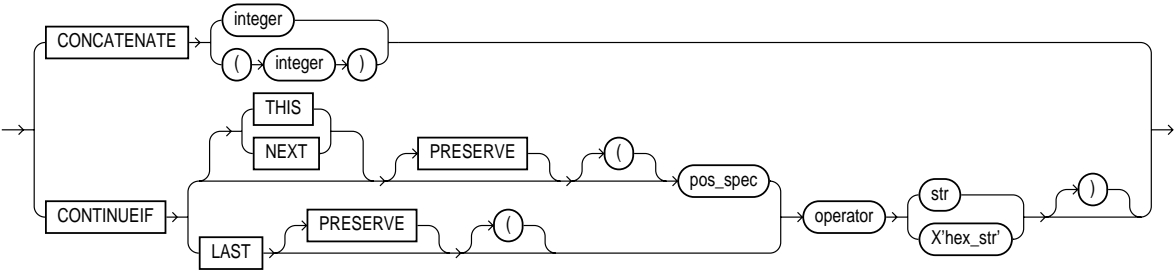 CONCATENATE
integer
( integer )
CONTINUEIF
THIS
NEXT
PRESERVE
(
pos_spec
LAST
PRESERVE
(
operator
str
X'hex_str'
)